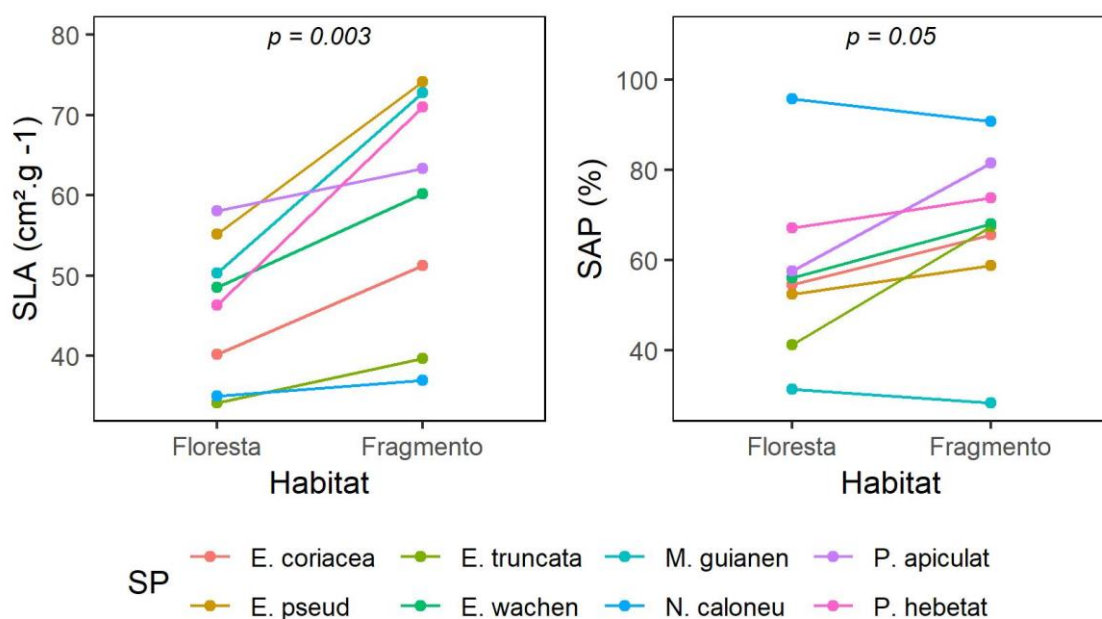 p = 0.003
SLA (cm².g -1)
80
70
60
50
40
Floresta Fragmento
Habitat
p = 0.05
SAP (%)
100
80
60
40
Floresta Fragmento
Habitat
SP
E. coriacea E. truncata M. guianen P. apiculat
E. pseud E. wachen N. caloneu P. hebetat